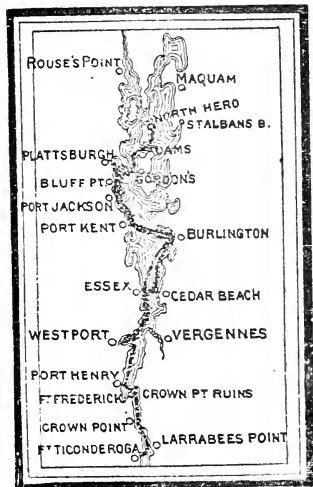 ROUSE'S POINT
MAQUAM
NORTH HERO
ST ALBANS B.
PLATTSBURGH
ADAMS
BLUFF PT.
GORDON'S
PORT JACKSON
PORT KENT
BURLINGTON
ESSEX
CEDAR BEACH
WESTPORT
VERGENNES
PORT HENRY
FT. FREDERICK
CROWN PT RUINS
CROWN POINT
LARRABEES POINT
FT TICONDEROGA